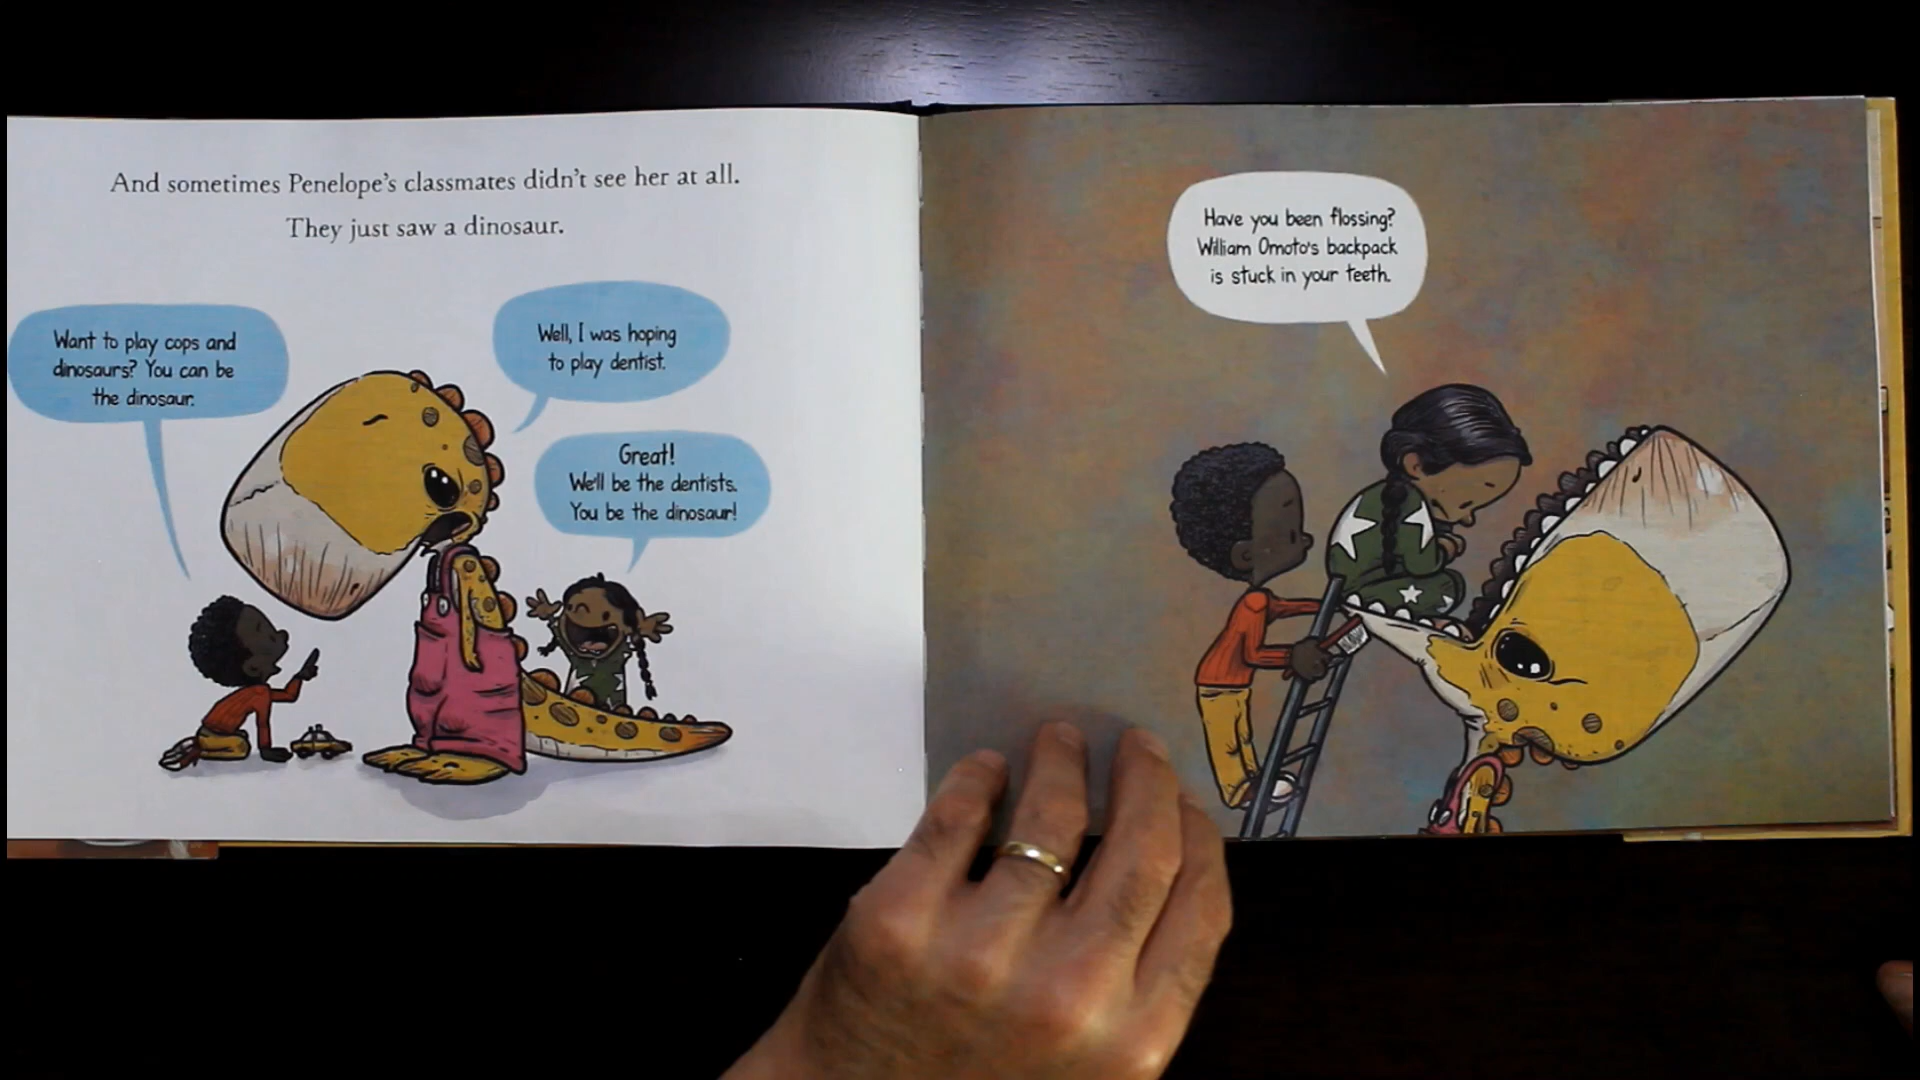 And sometimes Penelope's classmates didn't see her at all.
They just saw a dinosaur.
Want to play cops and
dinosaurs? You can be
the dinosaur.
Well, I was hoping
to play dentist.
Great!
We'll be the dentists.
You be the dinosaur!
Have you been flossing?
William Omoto's backpack
is stuck in your teeth.